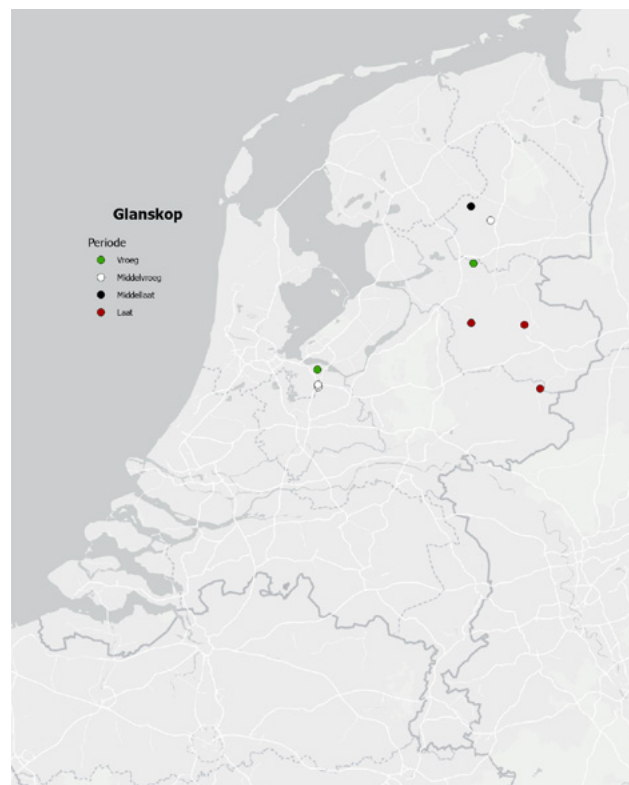 Glanskop
Periode
Vroeg
Middelvroeg
Middellaat
Laat